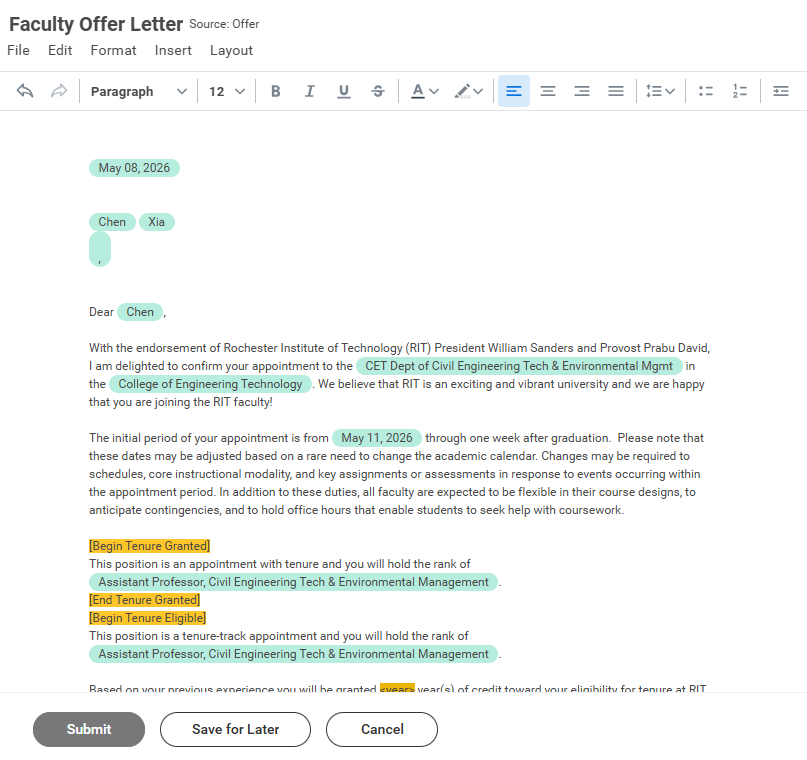 Faculty Offer Letter Source: Offer
File Edit Format Insert Layout
Paragraph 12 B I U S A
May 08, 2026
Chen Xia
,
Dear Chen ,
With the endorsement of Rochester Institute of Technology (RIT) President William Sanders and Provost Prabu David,
I am delighted to confirm your appointment to the CET Dept of Civil Engineering Tech & Environmental Mgmt in
the College of Engineering Technology . We believe that RIT is an exciting and vibrant university and we are happy
that you are joining the RIT faculty!
The initial period of your appointment is from May 11, 2026 through one week after graduation. Please note that
these dates may be adjusted based on a rare need to change the academic calendar. Changes may be required to
schedules, core instructional modality, and key assignments or assessments in response to events occurring within
the appointment period. In addition to these duties, all faculty are expected to be flexible in their course designs, to
anticipate contingencies, and to hold office hours that enable students to seek help with coursework.
[Begin Tenure Granted]
This position is an appointment with tenure and you will hold the rank of
Assistant Professor, Civil Engineering Tech & Environmental Management .
[End Tenure Granted]
[Begin Tenure Eligible]
This position is a tenure-track appointment and you will hold the rank of
Assistant Professor, Civil Engineering Tech & Environmental Management .
Based on your previous experience you will be granted <year> year(s) of credit toward your eligibility for tenure at RIT
Submit Save for Later Cancel